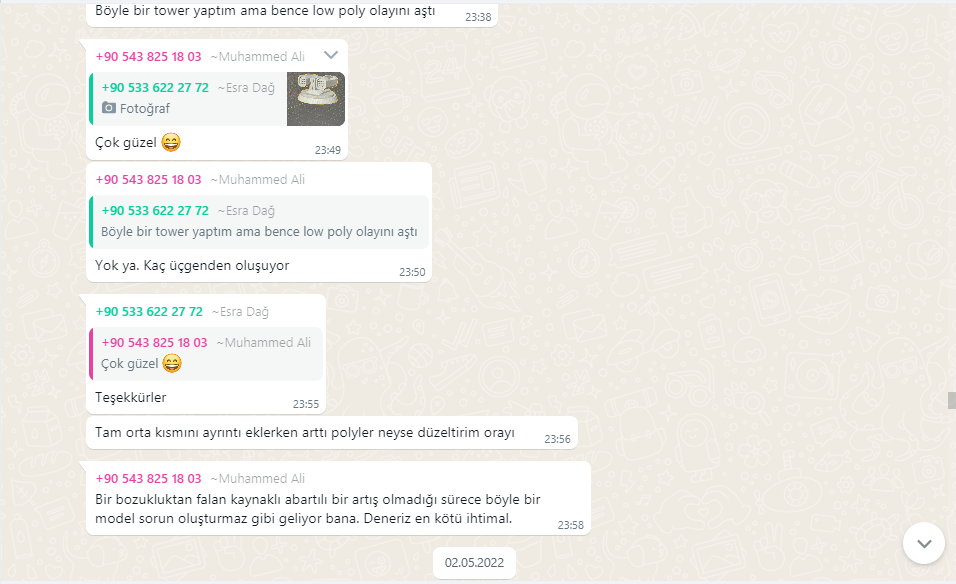 Böyle bir tower yaptım ama bence low poly olayını aştı 23:38
+90 543 825 18 03 ~Muhammed Ali
+90 533 622 27 72 ~Esra Dağ
Fotoğraf
Çok güzel 😄
23:49
+90 543 825 18 03 ~Muhammed Ali
+90 533 622 27 72 ~Esra Dağ
Böyle bir tower yaptım ama bence low poly olayını aştı
Yok ya. Kaç üçgenden oluşuyor
23:50
+90 533 622 27 72 ~Esra Dağ
+90 543 825 18 03 ~Muhammed Ali
Çok güzel 😄
Teşekkürler
23:55
Tam orta kısmını ayrıntı eklerken arttı polyler neyse düzeltirim orayı 23:56
+90 543 825 18 03 ~Muhammed Ali
Bir bozukluktan falan kaynaklı abartılı bir artış olmadığı sürece böyle bir
model sorun oluşturmaz gibi geliyor bana. Deneriz en kötü ihtimal.
23:58
02.05.2022